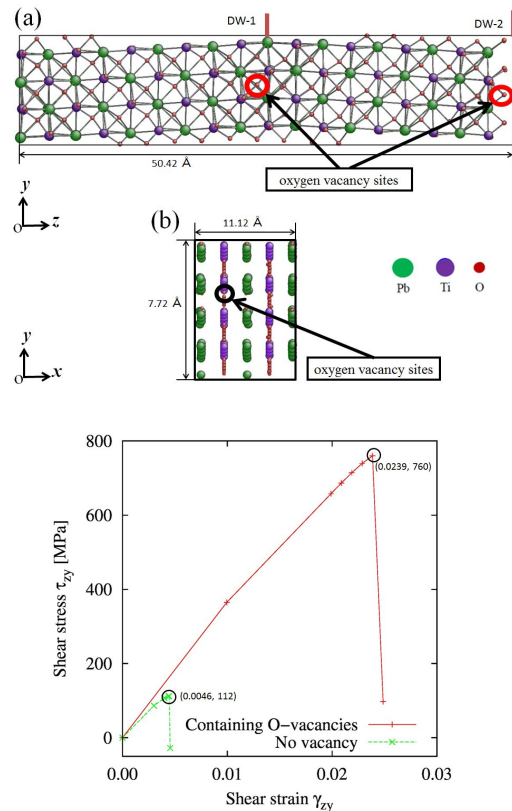 (a)
DW-1
DW-2
50.42 Å
oxygen vacancy sites
y
O
z
(b)
11.12 Å
7.72 Å
Pb
Ti
O
oxygen vacancy sites
y
O
x
800
600
400
200
0
Shear stress τzy [MPa]
(0.0239, 760)
(0.0046, 112)
Containing O−vacancies
No vacancy
0.00
0.01
0.02
0.03
Shear strain γzy